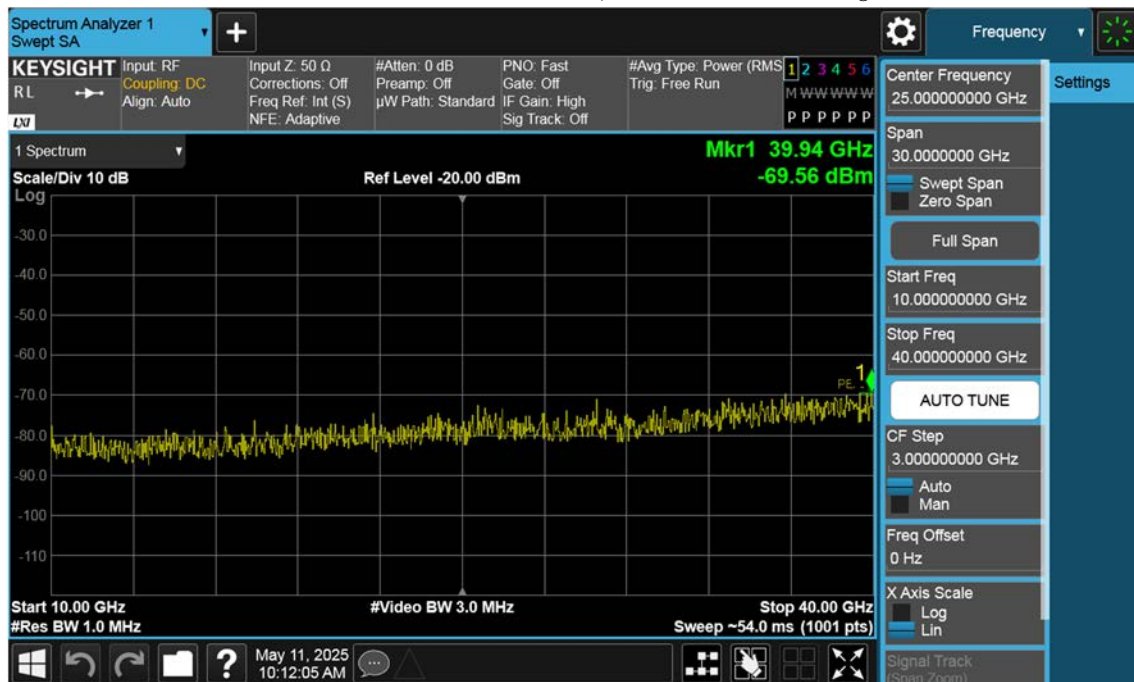 Spectrum Analyzer 1
Swept SA
+
Frequency
KEYSIGHT
RL
LXI
Input: RF
Coupling: DC
Align: Auto
Input Z: 50 Ω
Corrections: Off
Freq Ref: Int (S)
NFE: Adaptive
#Atten: 0 dB
Preamp: Off
µW Path: Standard
PNO: Fast
Gate: Off
IF Gain: High
Sig Track: Off
#Avg Type: Power (RMS
Trig: Free Run
1 2 3 4 5 6
M W W W W W
P P P P P P
1 Spectrum
Scale/Div 10 dB
Ref Level -20.00 dBm
Mkr1 39.94 GHz
-69.56 dBm
Log
-30.0
-40.0
-50.0
-60.0
-70.0
-80.0
-90.0
-100
-110
1
Start 10.00 GHz
#Res BW 1.0 MHz
#Video BW 3.0 MHz
Stop 40.00 GHz
Sweep ~54.0 ms (1001 pts)
?
May 11, 2025
10:12:05 AM
Center Frequency
25.000000000 GHz
Span
30.0000000 GHz
Swept Span
Zero Span
Full Span
Start Freq
10.000000000 GHz
Stop Freq
40.000000000 GHz
AUTO TUNE
CF Step
3.000000000 GHz
Auto
Man
Freq Offset
0 Hz
X Axis Scale
Log
Lin
Signal Track
(Span Zoom)
Settings